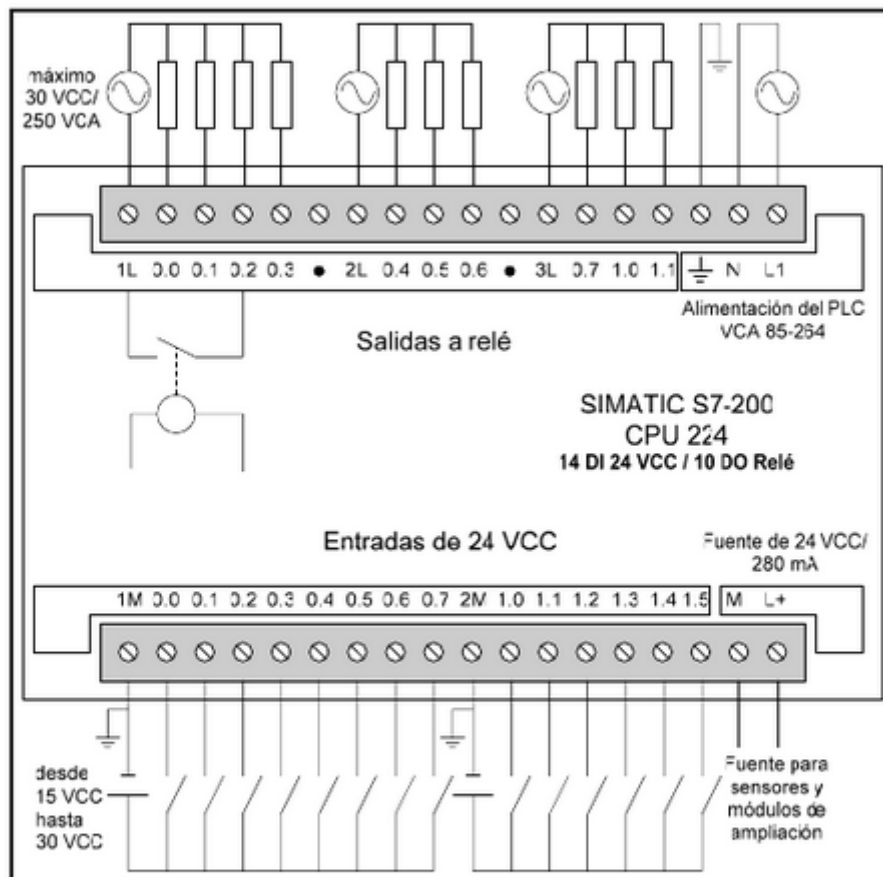 máximo
30 VCC/
250 VCA
1L 0.0 0.1 0.2 0.3 ● 2L 0.4 0.5 0.6 ● 3L 0.7 1.0 1.1 N L1
Alimentación del PLC
VCA 85-264
Salidas a relé
SIMATIC S7-200
CPU 224
14 DI 24 VCC / 10 DO Relé
Entradas de 24 VCC
Fuente de 24 VCC/
280 mA
1M 0.0 0.1 0.2 0.3 0.4 0.5 0.6 0.7 2M 1.0 1.1 1.2 1.3 1.4 1.5 M L+
desde
15 VCC
hasta
30 VCC
Fuente para
sensores y
módulos de
ampliación